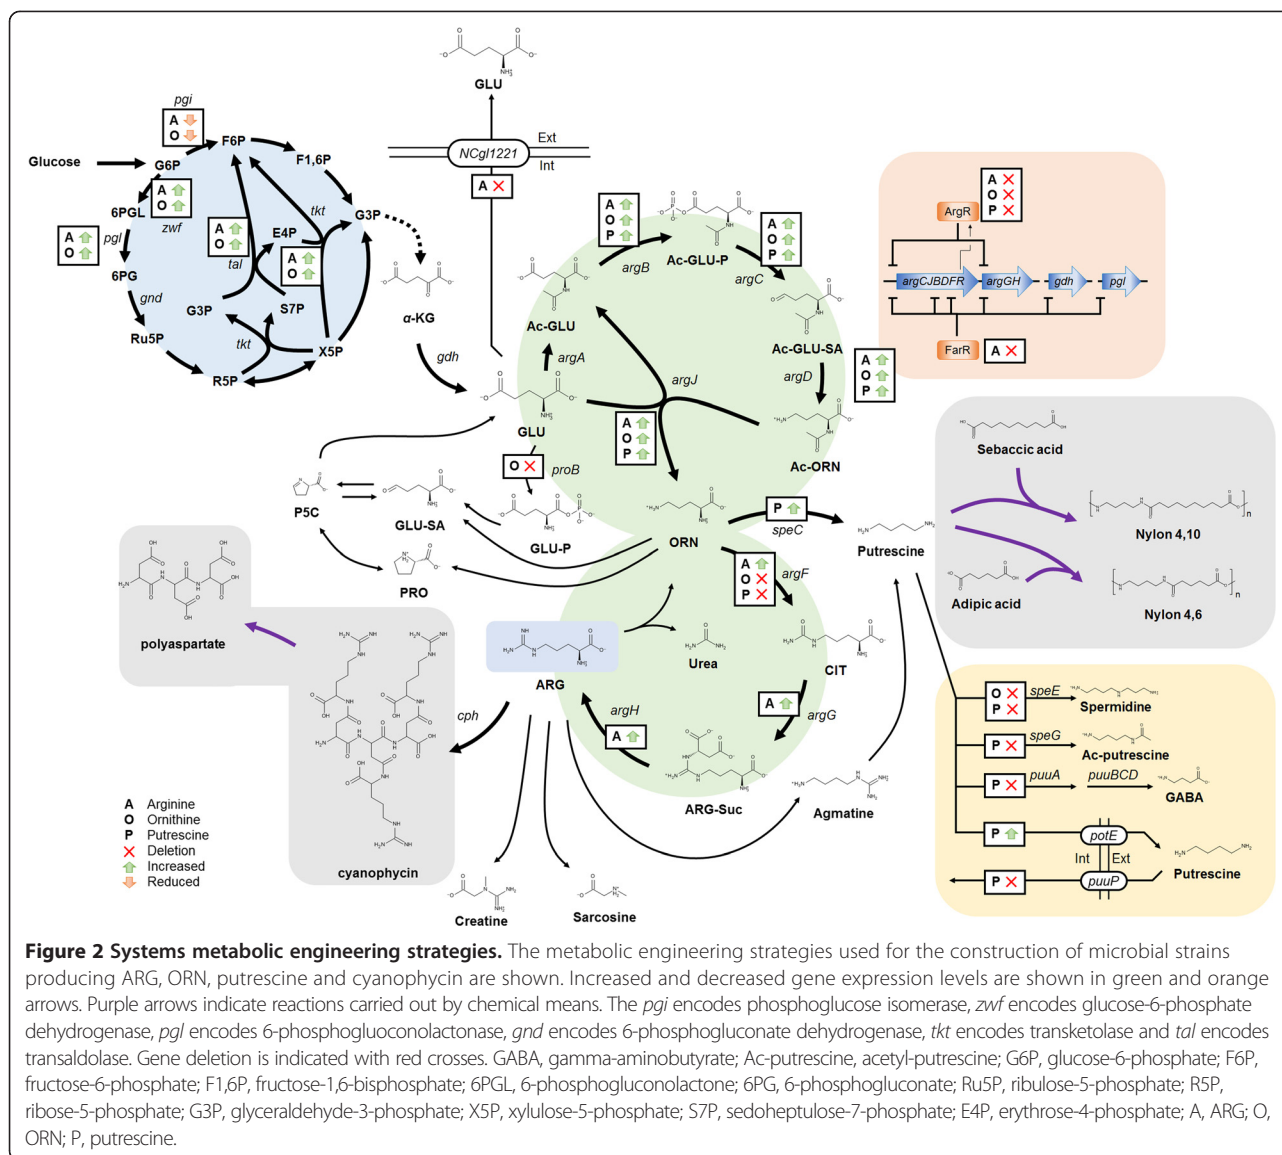 GLU
NCgl1221
Ext
Int
A
pgi
A
O
Glucose
G6P
F6P
F1,6P
G3P
A
O
zwf
6PGL
A
O
pgl
6PG
gnd
Ru5P
R5P
X5P
tkt
G3P
S7P
E4P
A
O
tal
A
O
tkt
α-KG
gdh
GLU
argA
Ac-GLU
A
O
P
argB
Ac-GLU-P
A
O
P
argC
Ac-GLU-SA
A
O
P
argD
Ac-ORN
argJ
A
O
P
ORN
O
proB
GLU-P
GLU-SA
P5C
PRO
P
speC
Putrescine
A
O
P
argF
CIT
A
argG
ARG-Suc
A
argH
ARG
Urea
Agmatine
Creatine
Sarcosine
cph
cyanophycin
polyaspartate
A
O
P
ArgR
argCJBDFR
argGH
gdh
pgl
FarR
A
Sebaccic acid
Nylon 4,10
Adipic acid
Nylon 4,6
n
n
O
P
speE
Spermidine
P
speG
Ac-putrescine
P
puuA
puuBCD
GABA
P
potE
Int
Ext
Putrescine
P
puuP
A Arginine
O Ornithine
P Putrescine
Deletion
Increased
Reduced
Figure 2 Systems metabolic engineering strategies. The metabolic engineering strategies used for the construction of microbial strains
producing ARG, ORN, putrescine and cyanophycin are shown. Increased and decreased gene expression levels are shown in green and orange
arrows. Purple arrows indicate reactions carried out by chemical means. The pgi encodes phosphoglucose isomerase, zwf encodes glucose-6-phosphate
dehydrogenase, pgl encodes 6-phosphogluoconolactonase, gnd encodes 6-phosphogluconate dehydrogenase, tkt encodes transketolase and tal encodes
transaldolase. Gene deletion is indicated with red crosses. GABA, gamma-aminobutyrate; Ac-putrescine, acetyl-putrescine; G6P, glucose-6-phosphate; F6P,
fructose-6-phosphate; F1,6P, fructose-1,6-bisphosphate; 6PGL, 6-phosphogluconolactone; 6PG, 6-phosphogluconate; Ru5P, ribulose-5-phosphate; R5P,
ribose-5-phosphate; G3P, glyceraldehyde-3-phosphate; X5P, xylulose-5-phosphate; S7P, sedoheptulose-7-phosphate; E4P, erythrose-4-phosphate; A, ARG; O,
ORN; P, putrescine.